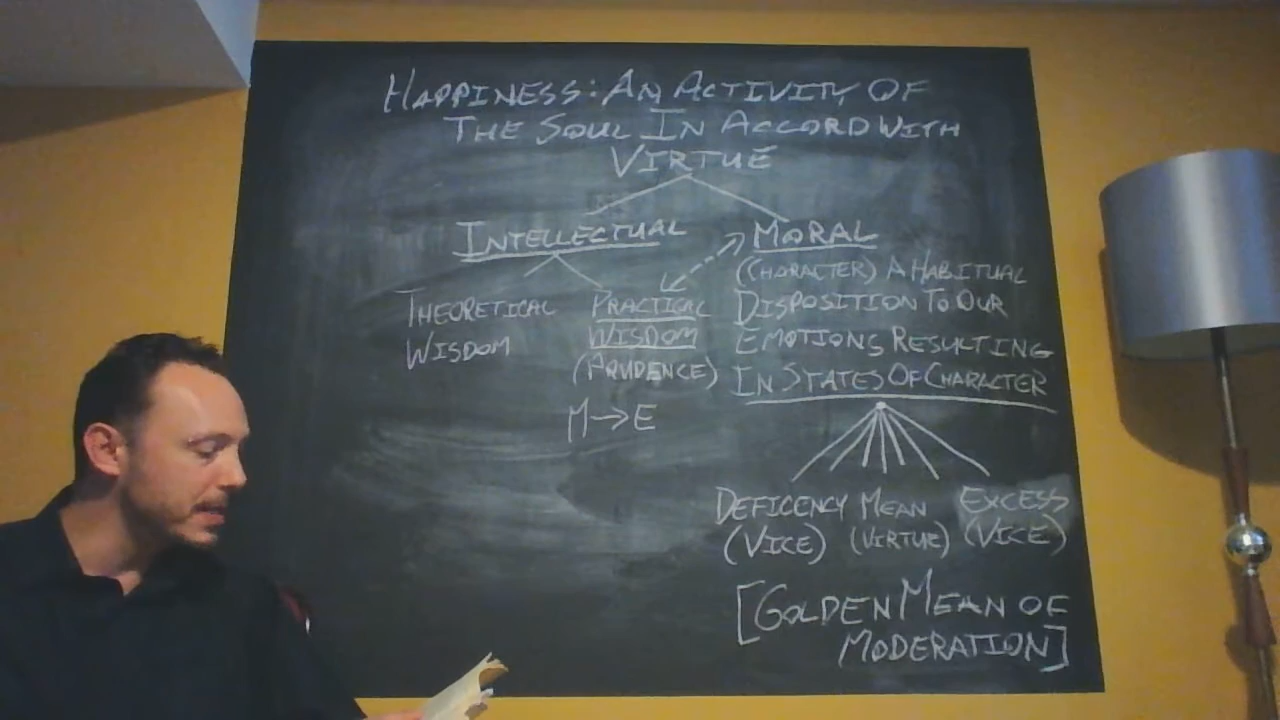 HAPPINESS: AN ACTIVITY OF
THE SOUL IN ACCORD WITH
VIRTUE
INTELLECTUAL
MORAL
THEORETICAL
WISDOM
PRACTICAL
WISDOM
(PRUDENCE)
M→E
(CHARACTER) A HABITUAL
DISPOSITION TO OUR
EMOTIONS RESULTING
IN STATES OF CHARACTER
DEFICENCY MEAN EXCESS
(VICE) (VIRTUE) (VICE)
[GOLDEN MEAN OF
MODERATION]